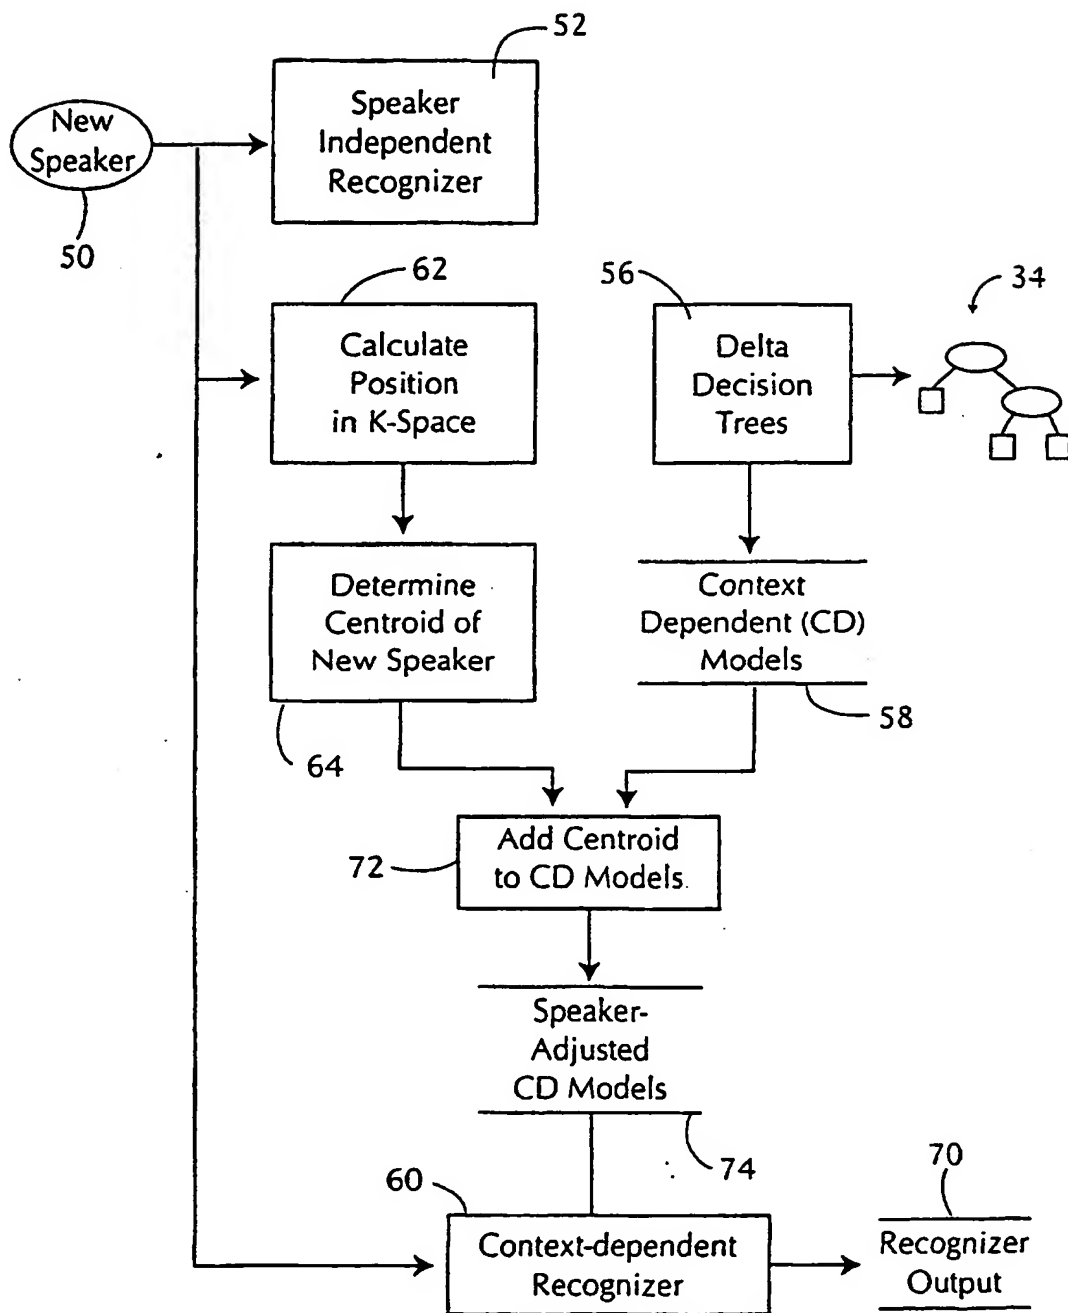 52
New
Speaker
50
Speaker
Independent
Recognizer
62
Calculate
Position
in K-Space
56
Delta
Decision
Trees
34
Determine
Centroid of
New Speaker
64
Context
Dependent (CD)
Models
58
72
Add Centroid
to CD Models
Speaker-
Adjusted
CD Models
74
60
Context-dependent
Recognizer
70
Recognizer
Output